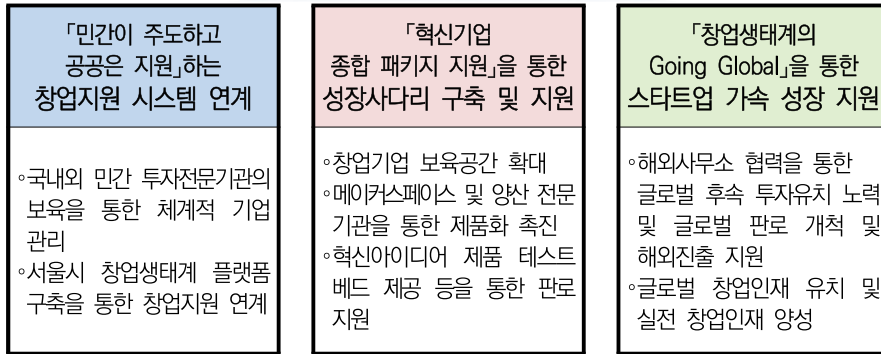 「민간이 주도하고
공공은 지원」하는
창업지원 시스템 연계
◦국내외 민간 투자전문기관의
보육을 통한 체계적 기업
관리
◦서울시 창업생태계 플랫폼
구축을 통한 창업지원 연계
「혁신기업
종합 패키지 지원」을 통한
성장사다리 구축 및 지원
◦창업기업 보육공간 확대
◦메이커스페이스 및 양산 전문
기관을 통한 제품화 촉진
◦혁신아이디어 제품 테스트
베드 제공 등을 통한 판로
지원
「창업생태계의
Going Global」을 통한
스타트업 가속 성장 지원
◦해외사무소 협력을 통한
글로벌 후속 투자유치 노력
및 글로벌 판로 개척 및
해외진출 지원
◦글로벌 창업인재 유치 및
실전 창업인재 양성